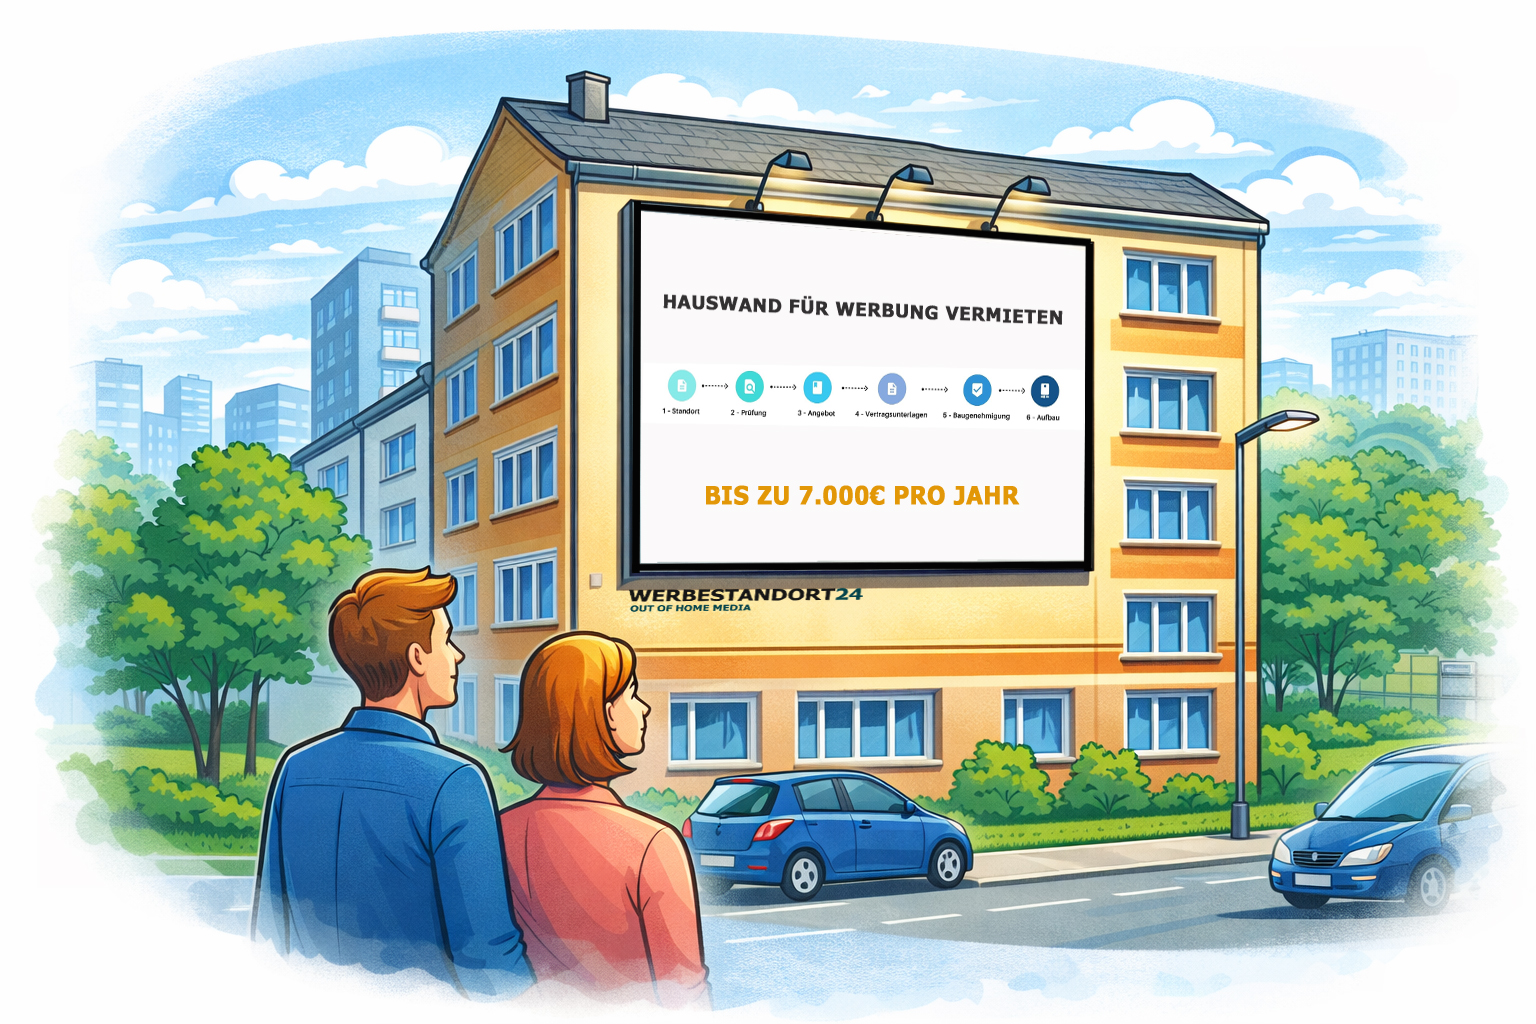 HAUSWAND FÜR WERBUNG VERMIETEN
1 - Standort 2 - Prüfung 3 - Angebot 4 - Vertragsunterlagen 5 - Baugenehmigung 6 - Aufbau
BIS ZU 7.000€ PRO JAHR
WERBESTANDORT24
OUT OF HOME MEDIA